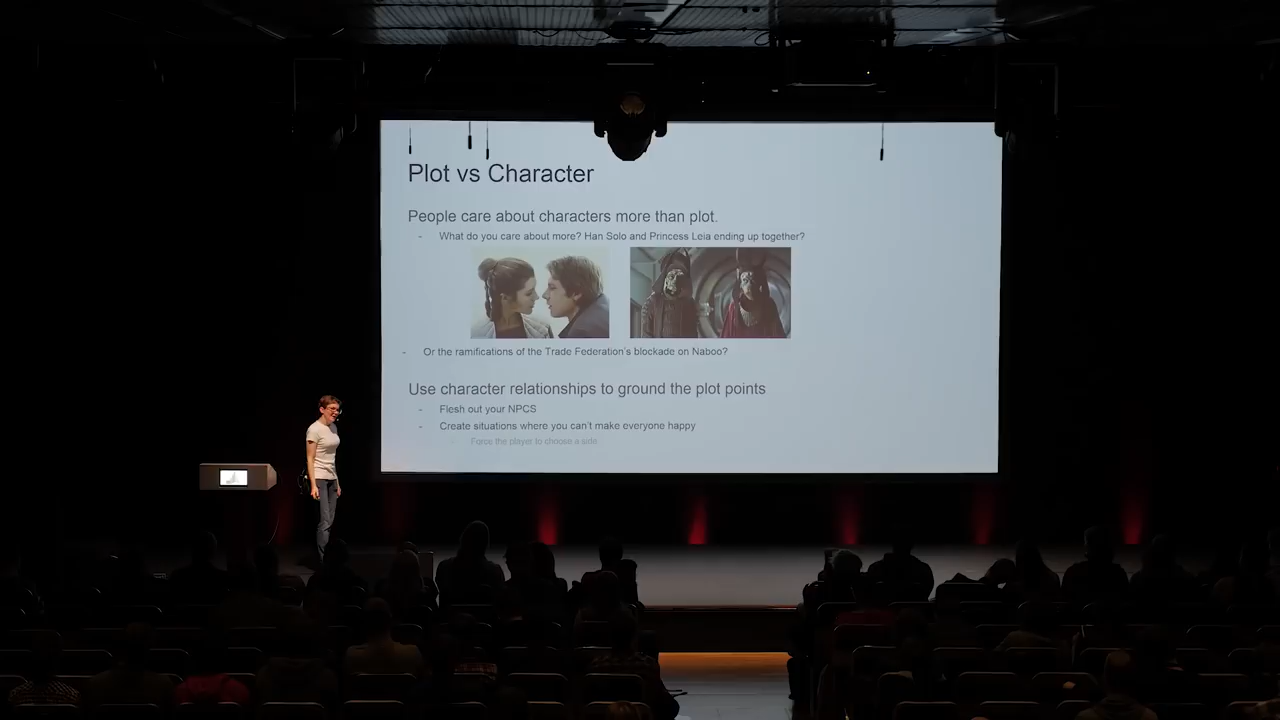 Plot vs Character
People care about characters more than plot.
- What do you care about more? Han Solo and Princess Leia ending up together?
- Or the ramifications of the Trade Federation's blockade on Naboo?
Use character relationships to ground the plot points
- Flesh out your NPCS
- Create situations where you can't make everyone happy
- Force the player to choose a side